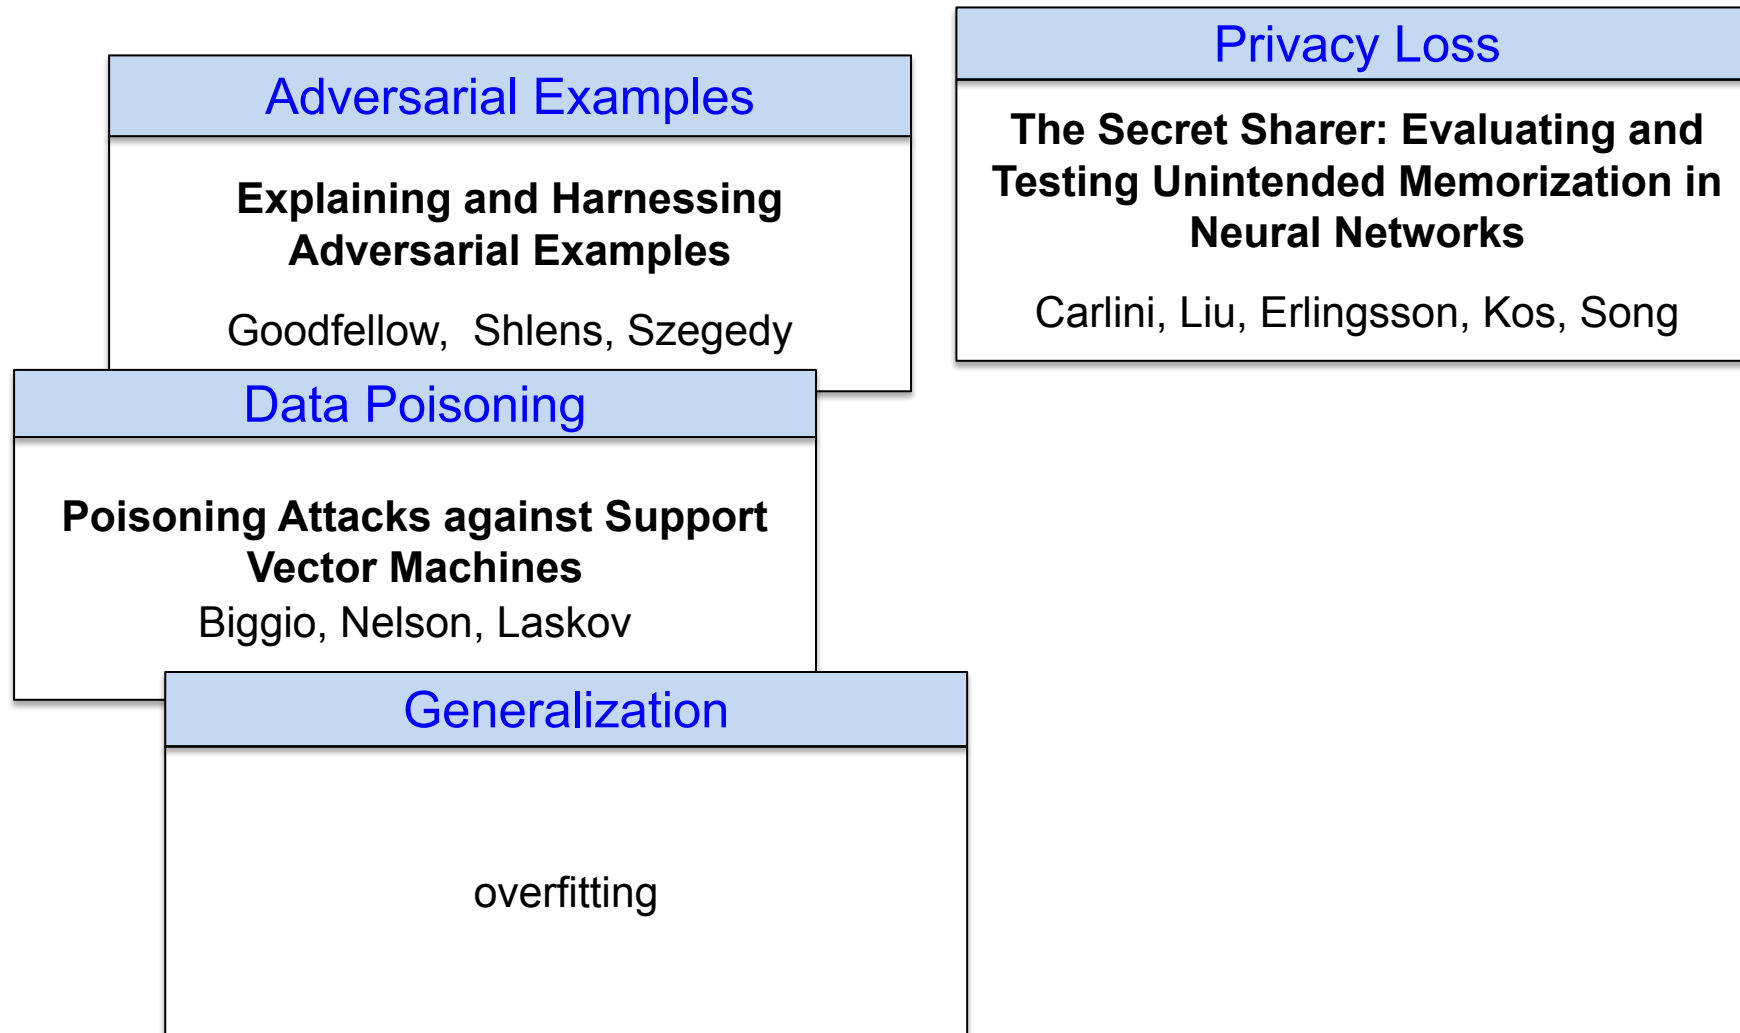 Adversarial Examples
Explaining and Harnessing
Adversarial Examples
Goodfellow, Shlens, Szegedy
Privacy Loss
The Secret Sharer: Evaluating and
Testing Unintended Memorization in
Neural Networks
Carlini, Liu, Erlingsson, Kos, Song
Data Poisoning
Poisoning Attacks against Support
Vector Machines
Biggio, Nelson, Laskov
Generalization
overfitting